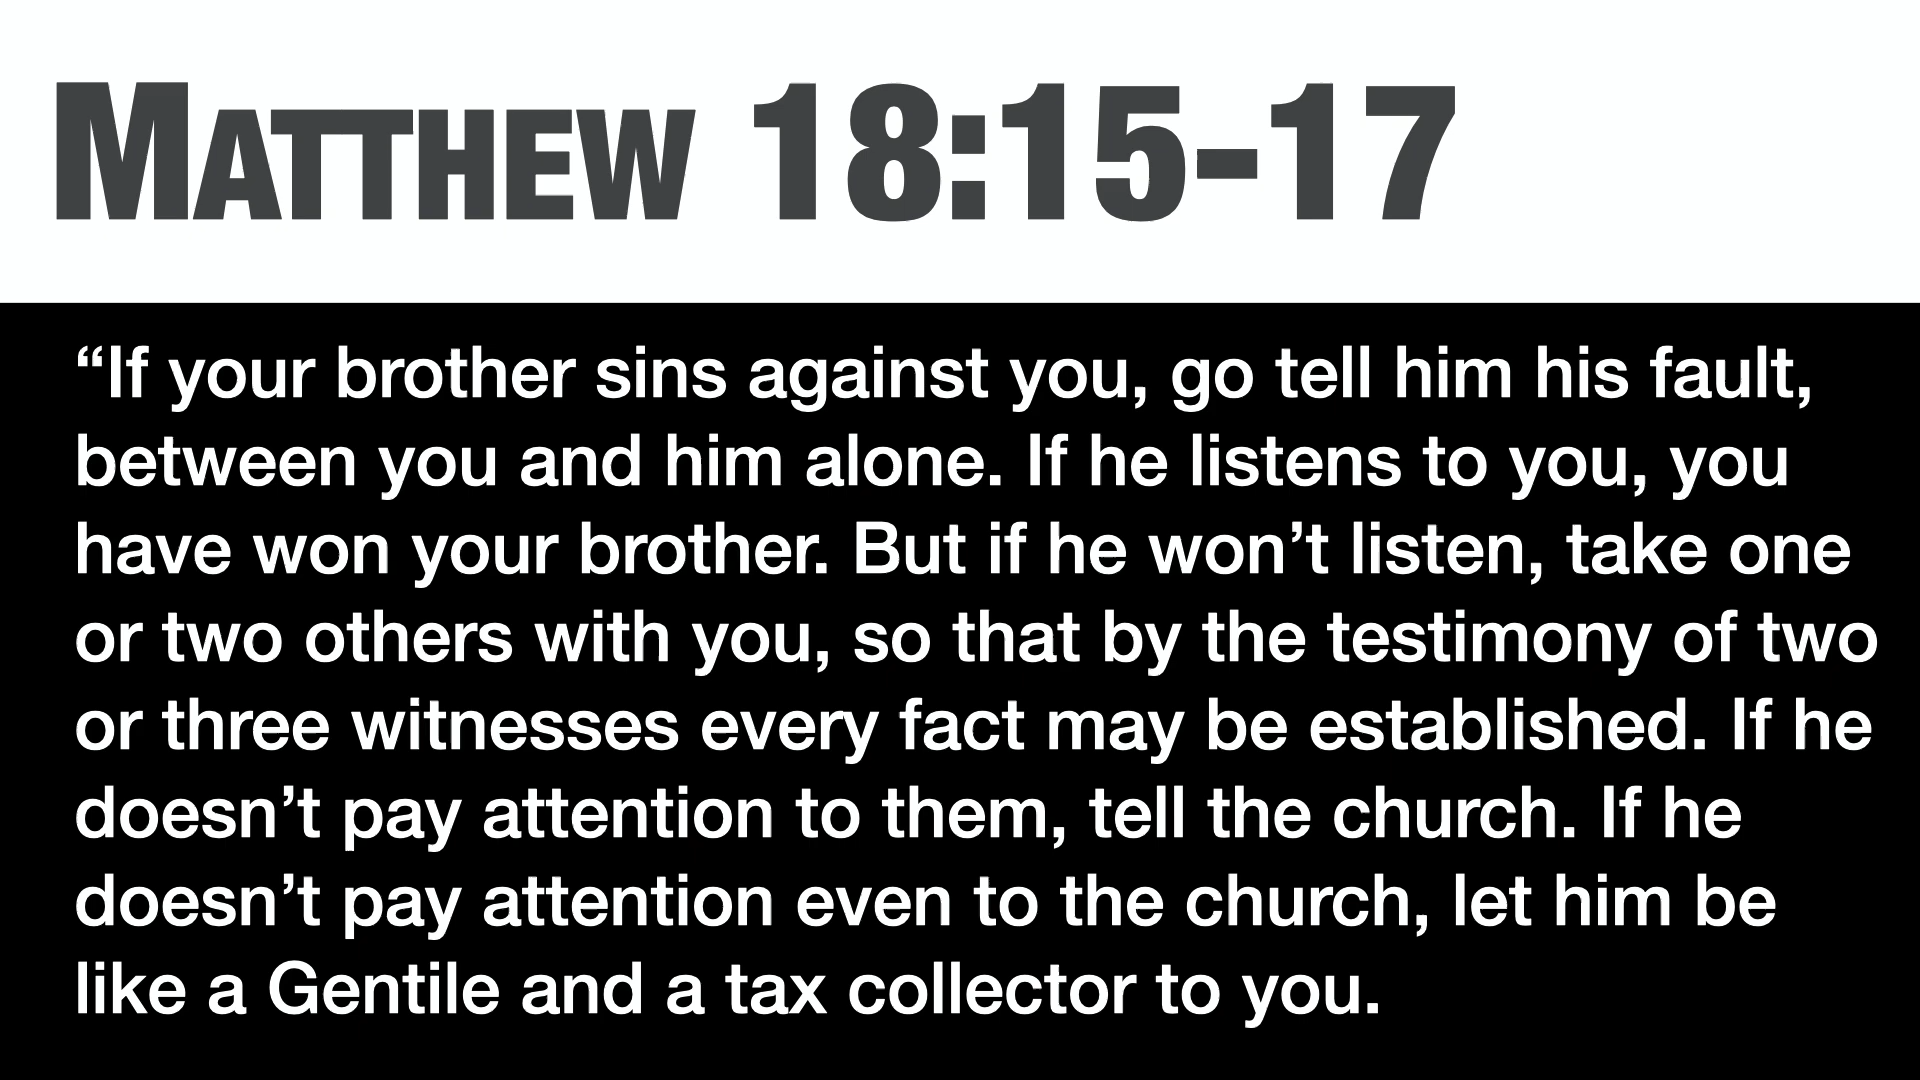 MATTHEW 18:15-17
“If your brother sins against you, go tell him his fault,
between you and him alone. If he listens to you, you
have won your brother. But if he won’t listen, take one
or two others with you, so that by the testimony of two
or three witnesses every fact may be established. If he
doesn’t pay attention to them, tell the church. If he
doesn’t pay attention even to the church, let him be
like a Gentile and a tax collector to you.